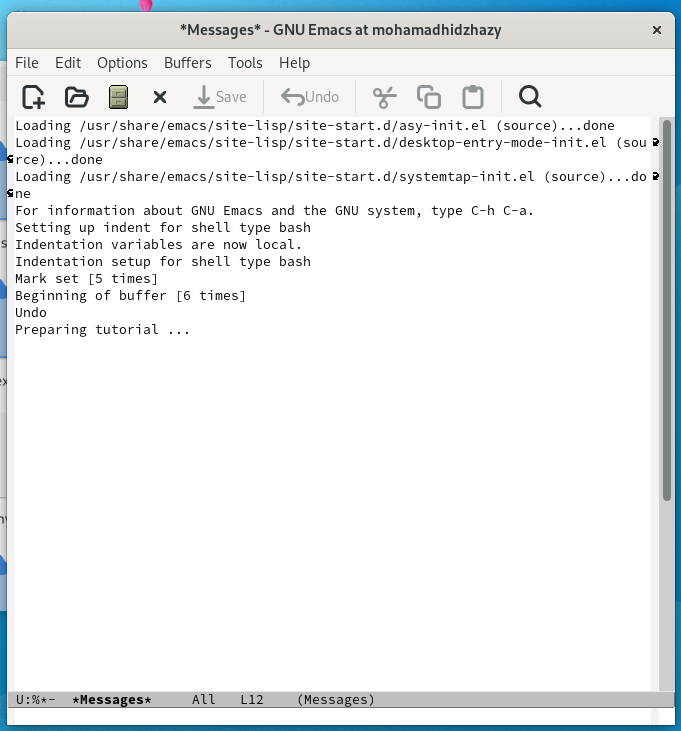 *Messages* - GNU Emacs at mohamadhidzhazy
File Edit Options Buffers Tools Help
Save Undo
Loading /usr/share/emacs/site-lisp/site-start.d/asy-init.el (source)...done
Loading /usr/share/emacs/site-lisp/site-start.d/desktop-entry-mode-init.el (sou
rce)...done
Loading /usr/share/emacs/site-lisp/site-start.d/systemtap-init.el (source)...do
ne
For information about GNU Emacs and the GNU system, type C-h C-a.
Setting up indent for shell type bash
Indentation variables are now local.
Indentation setup for shell type bash
Mark set [5 times]
Beginning of buffer [6 times]
Undo
Preparing tutorial ...
U:%*-  *Messages*     All   L12    (Messages)